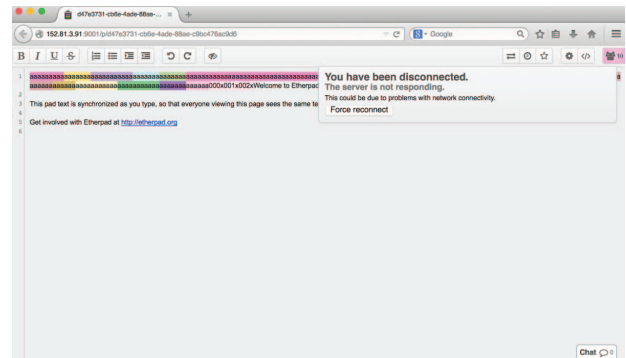 d47e3731-cb6e-4ade-88ae-...
152.81.3.91:9001/p/d47e3731-cb6e-4ade-88ae-c9bc476ac9d6
Google
B I U S
10
You have been disconnected.
The server is not responding.
This could be due to problems with network connectivity.
Force reconnect
1
aaaaaa000x001x002xWelcome to Etherpad
2
3 This pad text is synchronized as you type, so that everyone viewing this page sees the same te
4
5 Get involved with Etherpad at http://etherpad.org
6
Chat 0